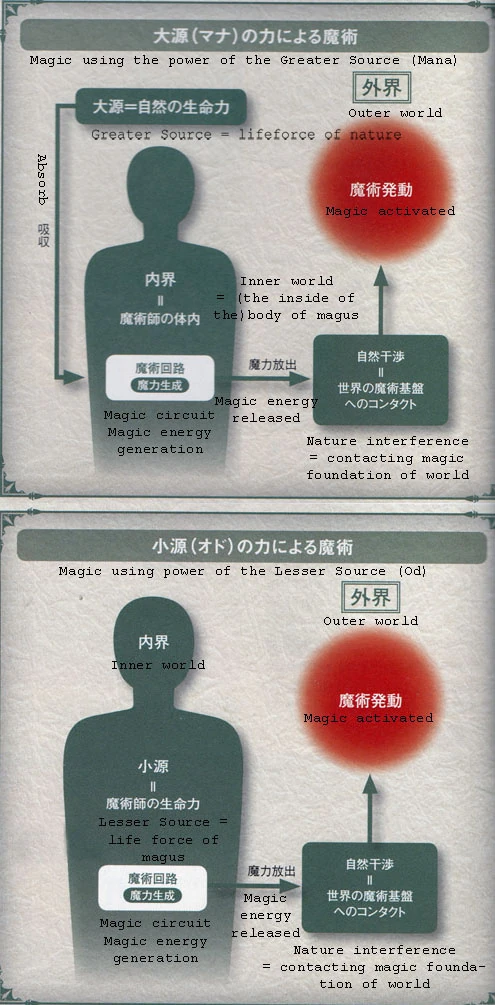 大源（マナ）の力による魔術
Magic using the power of the Greater Source (Mana)
外界
Outer world
大源＝自然の生命力
Greater Source = lifeforce of nature
Absorb 吸収
魔術発動
Magic activated
内界
＝
魔術師の体内
Inner world
= (the inside of
the)body of magus
魔術回路
魔力生成
Magic circuit
Magic energy
generation
魔力放出
Magic energy
released
自然干渉
＝
世界の魔術基盤
へのコンタクト
Nature interference
= contacting magic
foundation of world
小源（オド）の力による魔術
Magic using power of the Lesser Source (Od)
外界
Outer world
内界
Inner world
魔術発動
Magic activated
小源
＝
魔術師の生命力
Lesser Source =
life force of
magus
魔術回路
魔力生成
Magic circuit
Magic energy
generation
魔力放出
Magic
energy
released
自然干渉
＝
世界の魔術基盤
へのコンタクト
Nature interference
= contacting magic founda-
tion of world